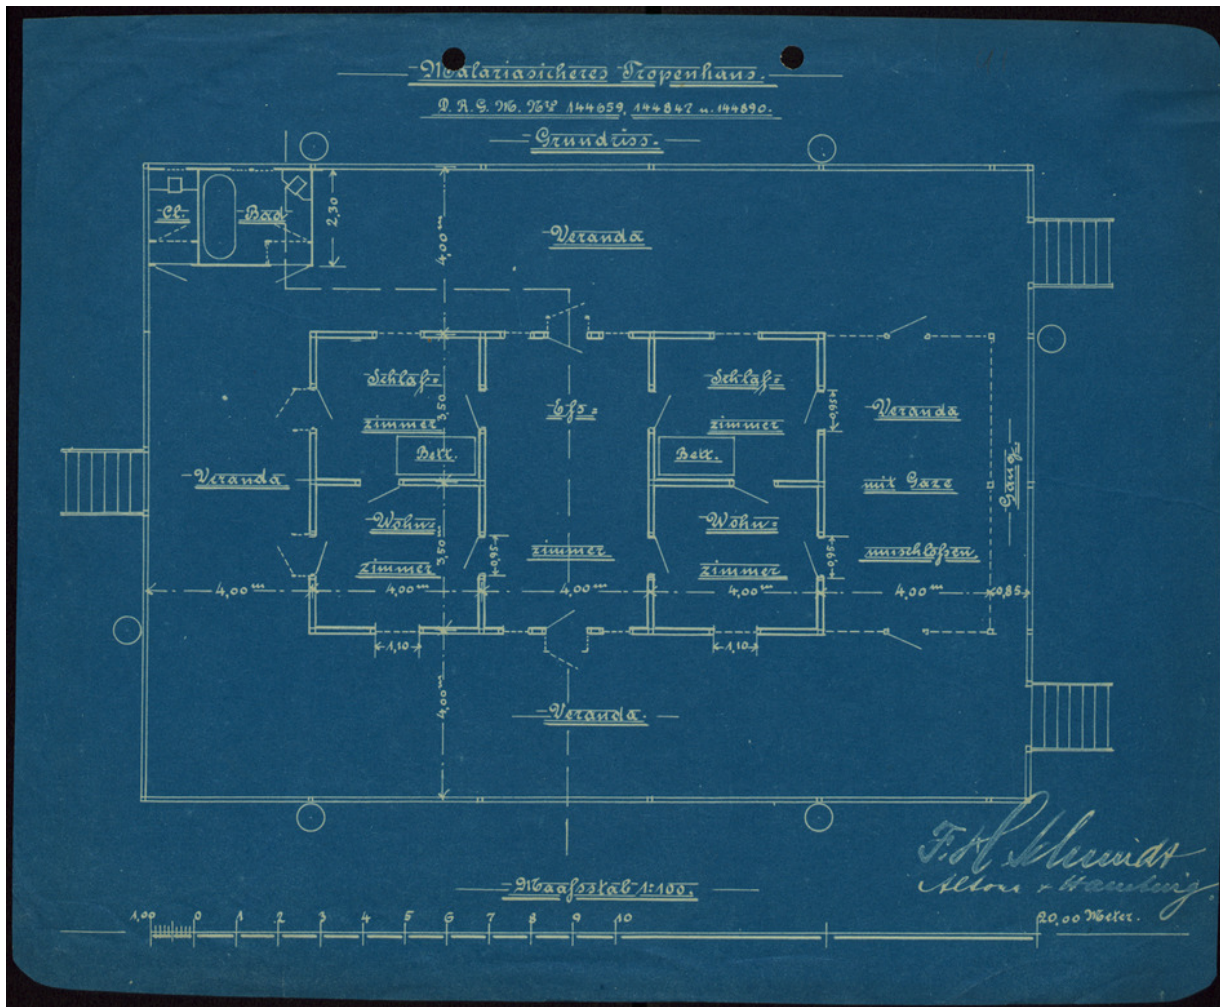 Malariasicheres Tropenhaus.
D. R. G. M. Nrs 144659, 144847 u. 144890.
Grundriss.
Cl. Bad
2,30
4,00 m
Veranda
Schlaf=
zimmer
3,50
Bett.
Ess=
Schlaf=
zimmer
Bett.
0,95
Veranda
mit Gaze
umschlossen.
Gang.
Veranda
Wohn=
zimmer
3,50 m
0,95
zimmer
Wohn=
zimmer
0,95
4,00 m 4,00 m 4,00 m 4,00 m 4,00 m 0,85
1,10 1,10
4,00 m
Veranda.
F. H. Schmidt
Altona + Hamburg
Maaßstab 1:100.
1,00 0 1 2 3 4 5 6 7 8 9 10 20,00 Meter.